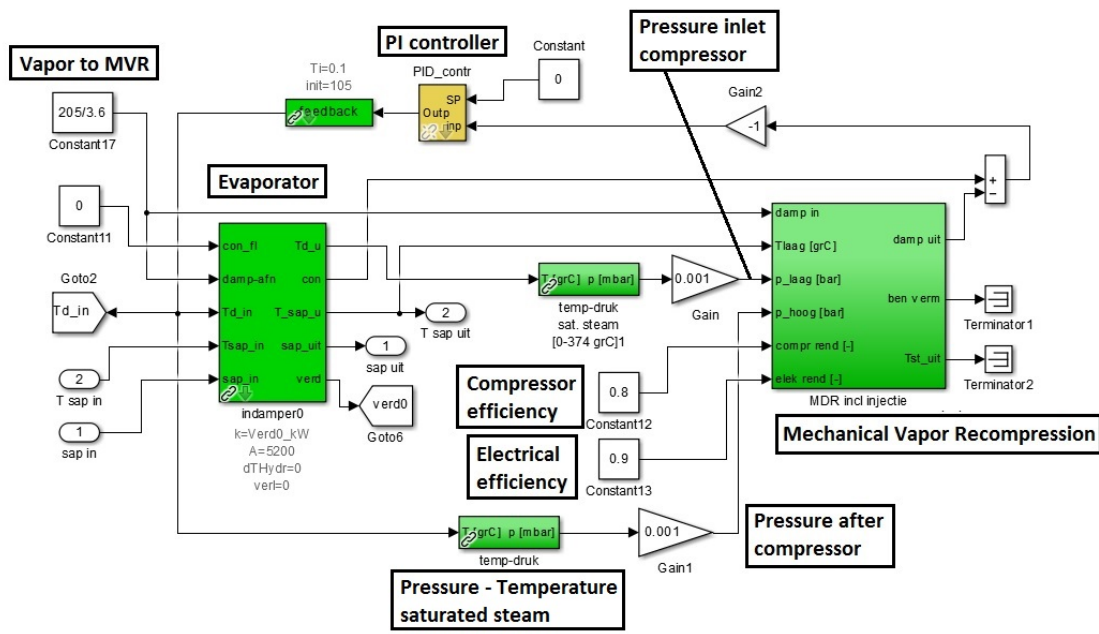 Vapor to MVR
205/3.6
Constant17
0
Constant11
Goto2
Td_in
2
T sap in
1
sap in
Ti=0.1
init=105
feedback
PI controller
PID_contr
SP
Outp
inp
Constant
0
Pressure inlet
compressor
Gain2
-1
+
−
Evaporator
con_fl
damp-afn
Td_in
Tsap_in
sap_in
Td_u
con
T_sap_u
sap_uit
verd
indamper0
k=Verd0_kW
A=5200
dTHydr=0
verl=0
2
T sap uit
1
sap uit
verd0
Goto6
T [grC] p [mbar]
temp-druk
sat. steam
[0-374 grC]1
0.001
Gain
damp in
Tlaag [grC]
p_laag [bar]
p_hoog [bar]
compr rend [-]
elek rend [-]
damp uit
ben verm
Tst_uit
MDR incl injectie
Terminator1
Terminator2
Mechanical Vapor Recompression
Compressor
efficiency
0.8
Constant12
Electrical
efficiency
0.9
Constant13
T [grC] p [mbar]
temp-druk
0.001
Gain1
Pressure after
compressor
Pressure - Temperature
saturated steam